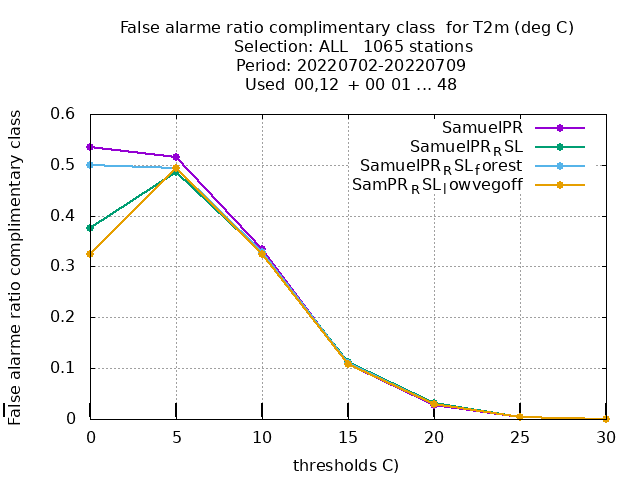 False alarme ratio complimentary class  for T2m (deg C)
Selection: ALL   1065 stations
Period: 20220702-20220709
Used  00,12  + 00 01 ... 48
False alarme ratio complimentary class
0.6
0.5
0.4
0.3
0.2
0.1
0
SamuelPR
SamuelPR_RSL
SamuelPR_RSL_forest
SamPR_RSL_lowvegoff
0 5 10 15 20 25 30
thresholds C)